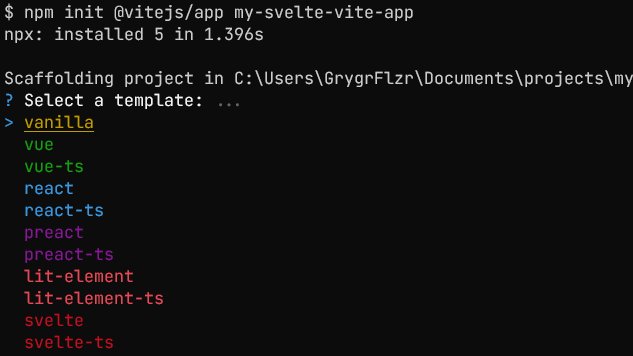 $ npm init @vitejs/app my-svelte-vite-app
npx: installed 5 in 1.396s
Scaffolding project in C:\Users\GrygrFlzr\Documents\projects\my
? Select a template: ...
> vanilla
vue
vue-ts
react
react-ts
preact
preact-ts
lit-element
lit-element-ts
svelte
svelte-ts